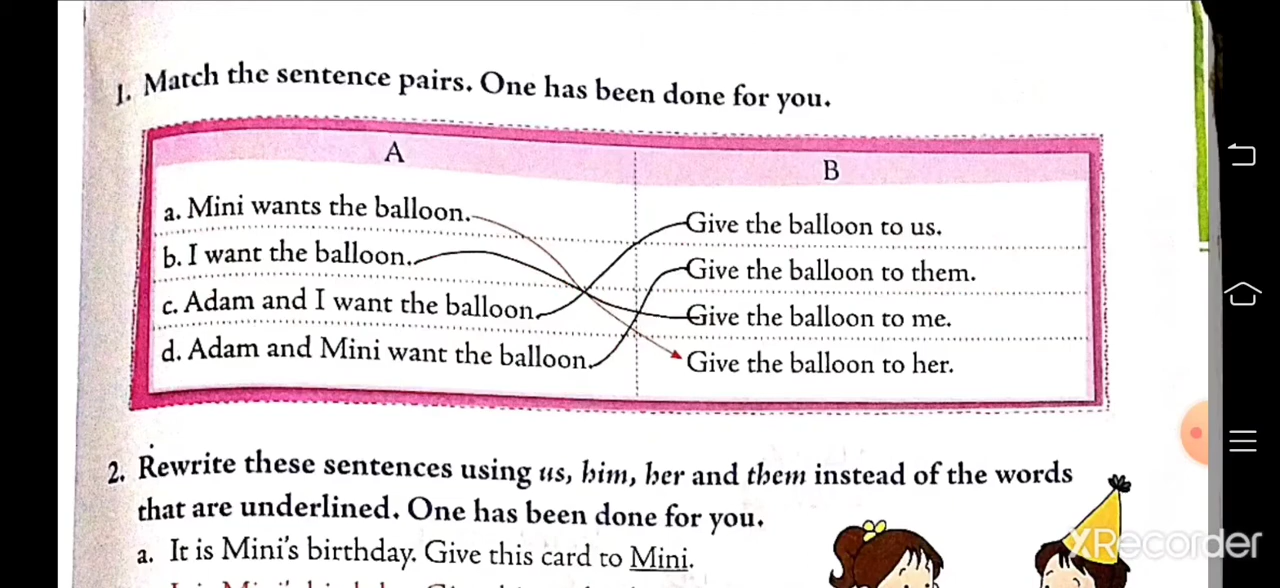 1. Match the sentence pairs. One has been done for you.
A
B
a. Mini wants the balloon.
Give the balloon to us.
b. I want the balloon.
Give the balloon to them.
c. Adam and I want the balloon.
Give the balloon to me.
d. Adam and Mini want the balloon.
Give the balloon to her.
2. Rewrite these sentences using us, him, her and them instead of the words
that are underlined. One has been done for you.
a. It is Mini's birthday. Give this card to Mini.
XRecorder